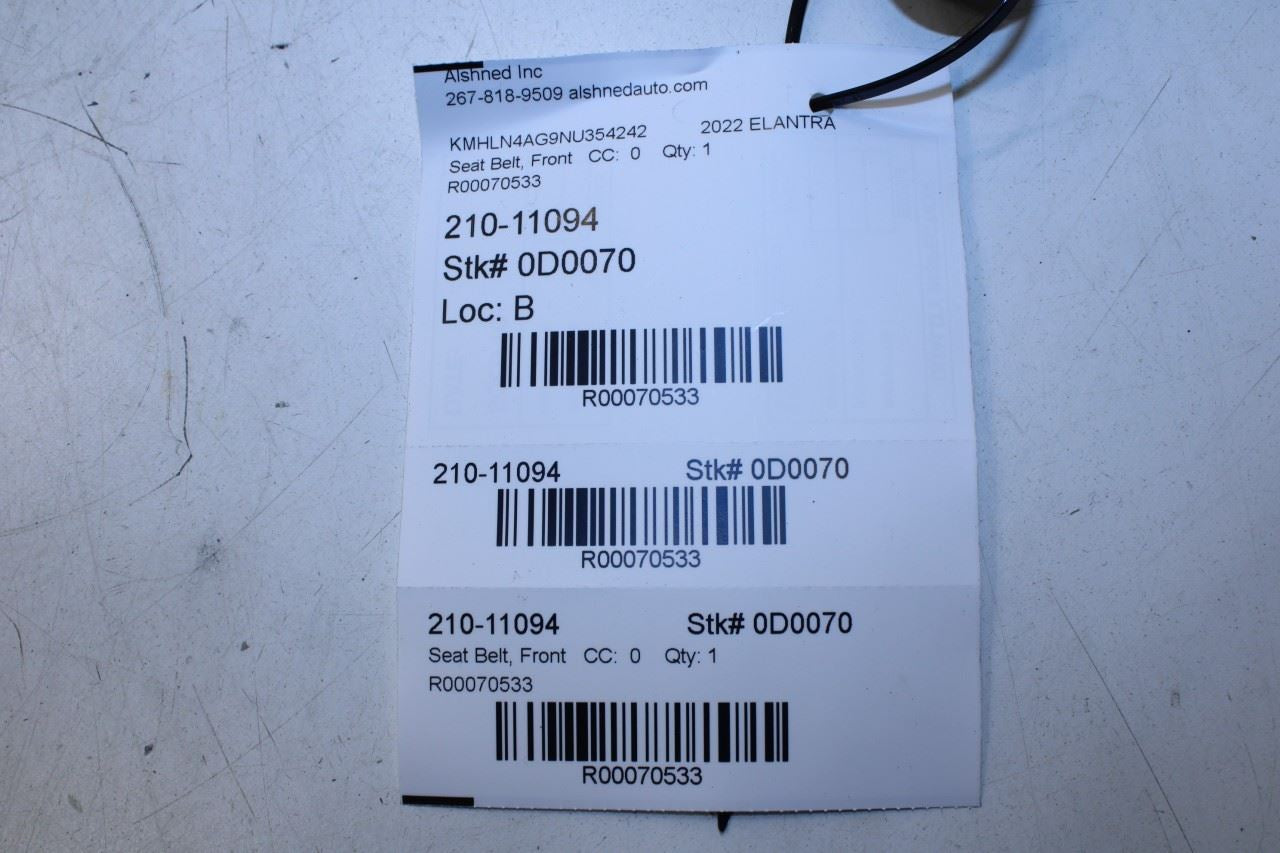 Alshned Inc
267-818-9509 alshnedauto.com
KMHLN4AG9NU354242 2022 ELANTRA
Seat Belt, Front CC: 0 Qty: 1
R00070533
210-11094
Stk# 0D0070
Loc: B
R00070533
210-11094 Stk# 0D0070
R00070533
210-11094 Stk# 0D0070
Seat Belt, Front CC: 0 Qty: 1
R00070533
R00070533